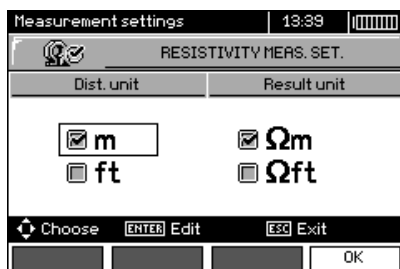 Measurement settings 13:39
RESISTIVITY MEAS. SET.
Dist. unit Result unit
m Ωm
ft Ωft
Choose ENTER Edit ESC Exit
OK